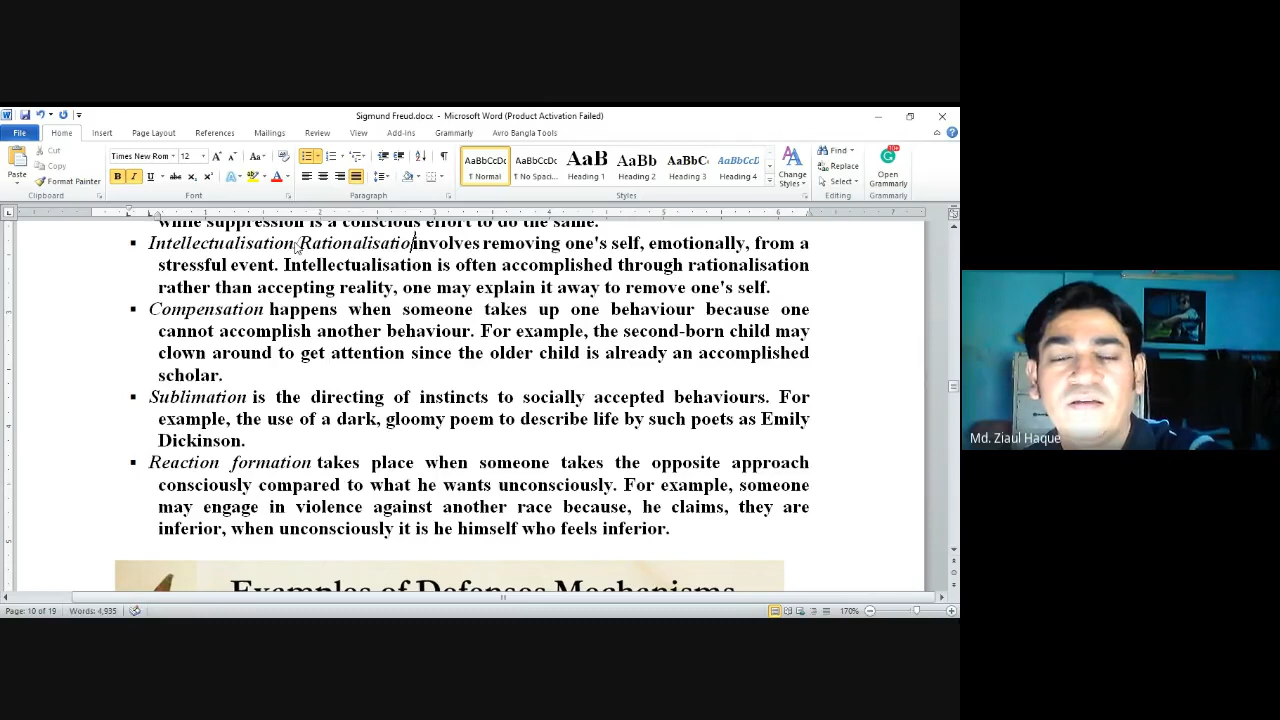 Sigmund Freud.docx - Microsoft Word (Product Activation Failed)
File Home Insert Page Layout References Mailings Review View Add-Ins Grammarly Avro Bangla Tools
Cut
Copy
Format Painter
Paste
Clipboard
Times New Rom 12
Font
Paragraph
AaBbCcDc AaBbCcDc AaB AaBbCc AaBbC AaBbCcD
¶ Normal ¶ No Spaci... Heading 1 Heading 2 Heading 3 Heading 4
Change Styles
Styles
Find
Replace
Select
Editing
Open Grammarly
Grammarly
while suppression is a conscious effort to do the same.
▪ Intellectualisation Rationalisatio involves removing one's self, emotionally, from a
stressful event. Intellectualisation is often accomplished through rationalisation
rather than accepting reality, one may explain it away to remove one's self.
▪ Compensation happens when someone takes up one behaviour because one
cannot accomplish another behaviour. For example, the second-born child may
clown around to get attention since the older child is already an accomplished
scholar.
▪ Sublimation is the directing of instincts to socially accepted behaviours. For
example, the use of a dark, gloomy poem to describe life by such poets as Emily
Dickinson.
▪ Reaction formation takes place when someone takes the opposite approach
consciously compared to what he wants unconsciously. For example, someone
may engage in violence against another race because, he claims, they are
inferior, when unconsciously it is he himself who feels inferior.
Examples of Defenses Mechanisms
Page: 10 of 19 Words: 4,935 170%
Md. Ziaul Haque